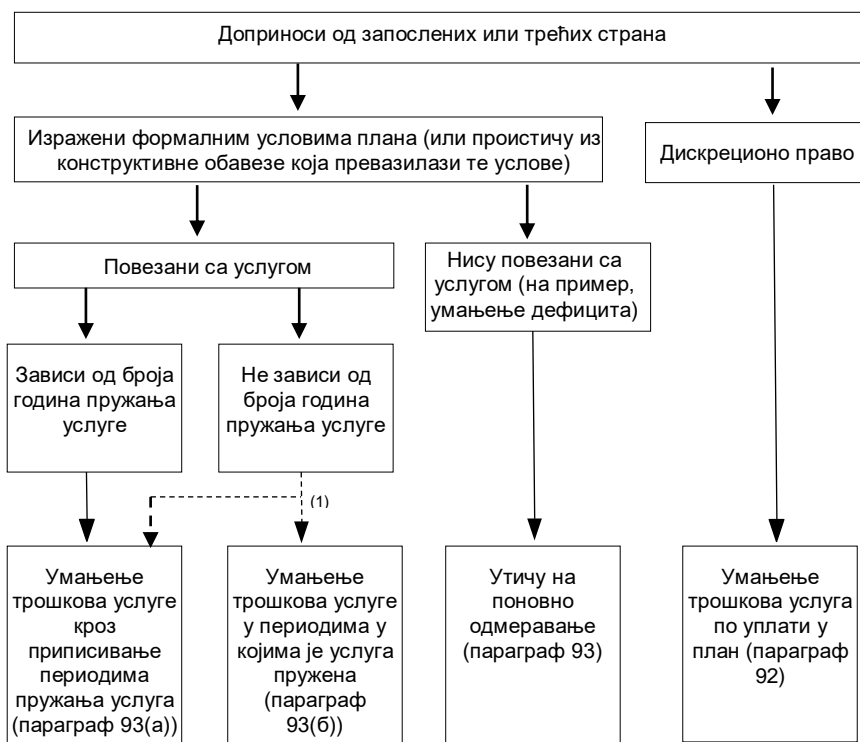 Доприноси од запослених или трећих страна
Изражени формалним условима плана (или проистичу из
конструктивне обавезе која превазилази те услове)
Дискреционо право
Повезани са услугом
Нису повезани са
услугом (на пример,
умањење дефицита)
Зависи од броја
година пружања
услуге
Не зависи од
броја година
пружања услуге
(1)
Умањење
трошкова услуге
кроз
приписивање
периодима
пружања услуга
(параграф 93(а))
Умањење
трошкова услуге
у периодима у
којима је услуга
пружена
(параграф
93(б))
Утичу на
поновно
одмеравање
(параграф 93)
Умањење
трошкова услуга
по уплати у
план (параграф
92)